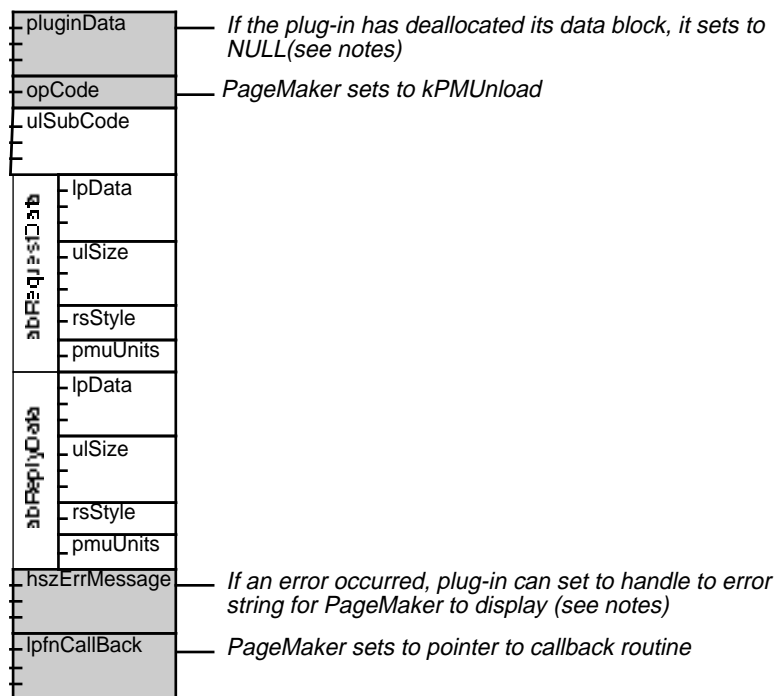 pluginData
If the plug-in has deallocated its data block, it sets to
NULL(see notes)
opCode
PageMaker sets to kPMUnload
ulSubCode
abRequestData
lpData
ulSize
rsStyle
pmuUnits
abReplyData
lpData
ulSize
rsStyle
pmuUnits
hszErrMessage
If an error occurred, plug-in can set to handle to error
string for PageMaker to display (see notes)
lpfnCallBack
PageMaker sets to pointer to callback routine